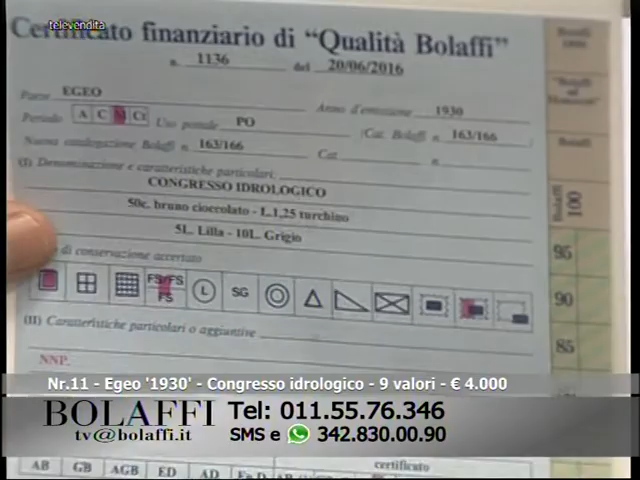 televendita
Certificato finanziario di “Qualità Bolaffi”
n. 1136 del 20/06/2016
Paese EGEO Anno d'emissione 1930
Periodo A C M Ct Uso postale PO (Cat. Bolaffi n. 163/166
Nuova catalogazione Bolaffi n. 163/166 Cat. n.
(I) Denominazione e caratteristiche particolari:
CONGRESSO IDROLOGICO
50c. bruno cioccolato - L.1,25 turchino
5L. Lilla - 10L. Grigio
di conservazione accertato
FS FS FS L SG
(II) Caratteristiche particolari o aggiuntive
NNP.
Bolaffi
100
95
90
85
Nr.11 - Egeo '1930' - Congresso idrologico - 9 valori - € 4.000
BOLAFFI
tv@bolaffi.it
Tel: 011.55.76.346
SMS e 342.830.00.90
certificato
AB GB AGB ED AD